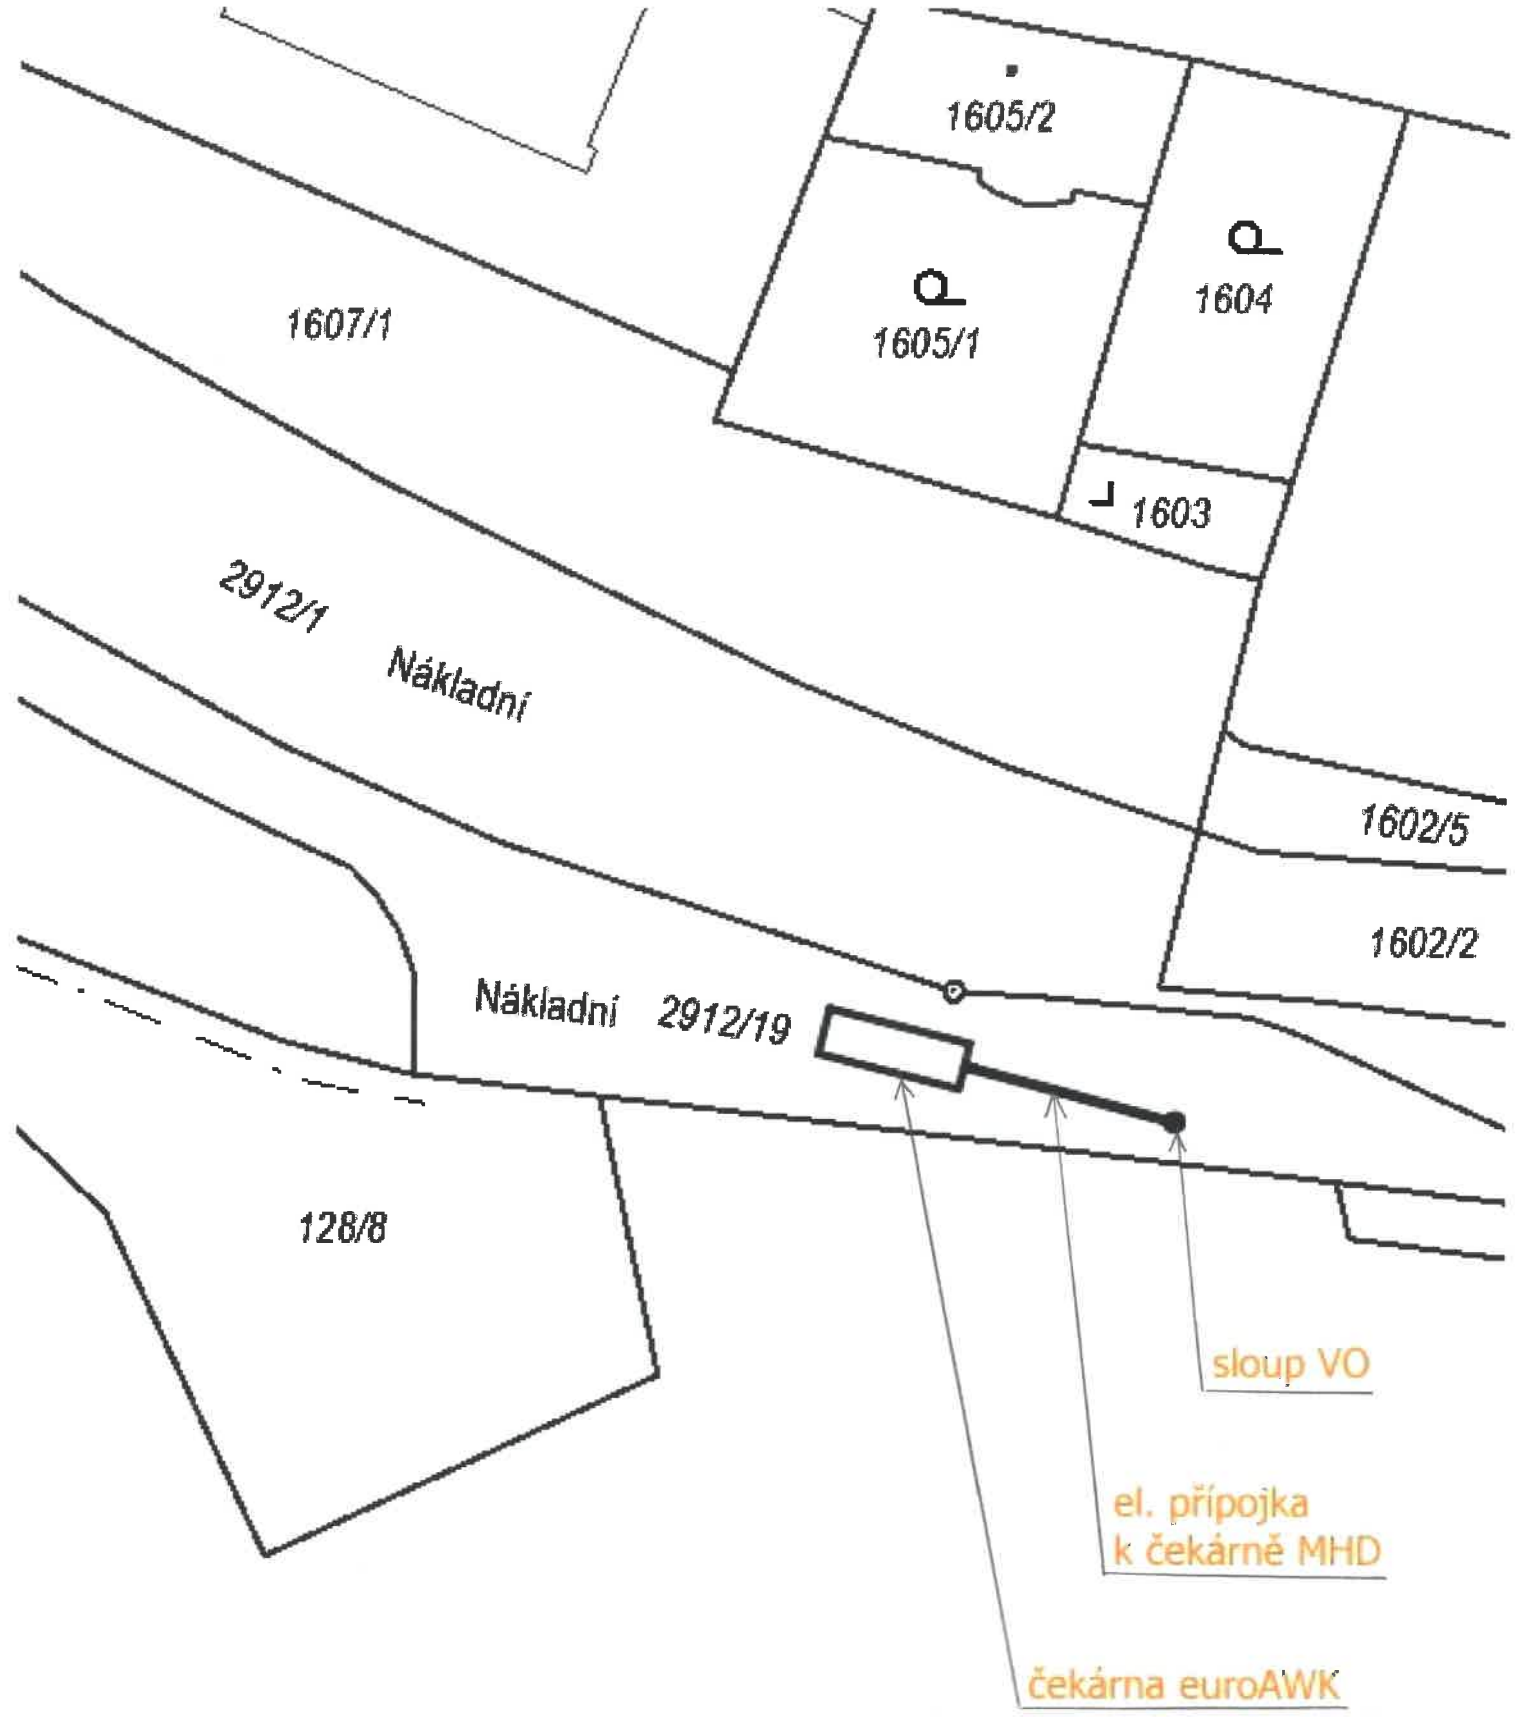 1605/2
1604
1607/1
1605/1
1603
2912/1
Nákladní
1602/5
1602/2
Nákladní 2912/19
128/8
sloup VO
el. přípojka
k čekárně MHD
čekárna euroAWK